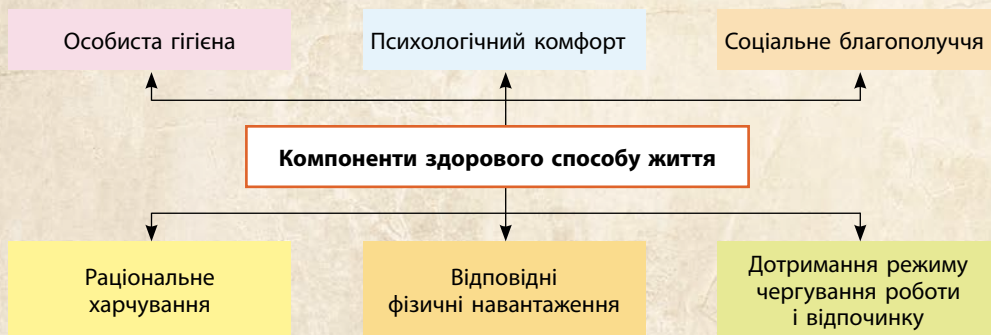 Особиста гігієна
Психологічний комфорт
Соціальне благополуччя
Компоненти здорового способу життя
Раціональне
харчування
Відповідні
фізичні навантаження
Дотримання режиму
чергування роботи
і відпочинку